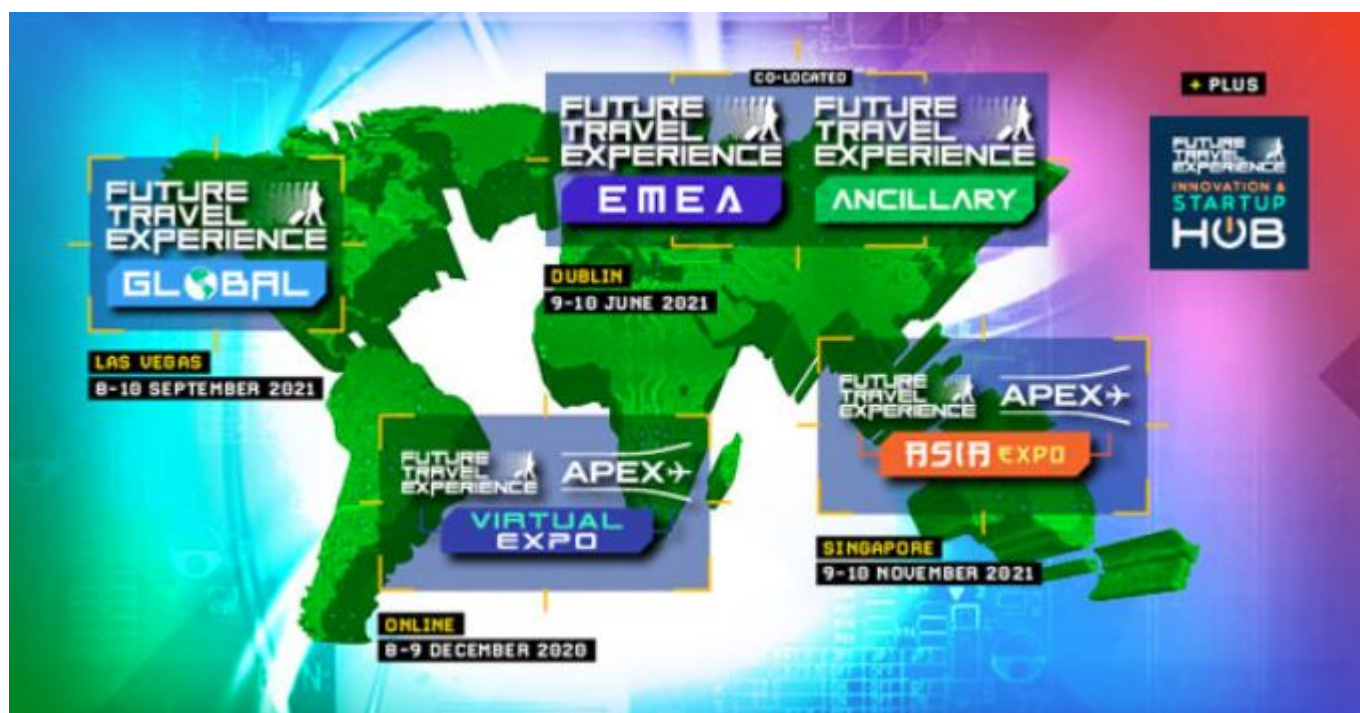 FUTURE
TRAVEL
EXPERIENCE
GLOBAL
LAS VEGAS
8-10 SEPTEMBER 2021
CO-LOCATED
FUTURE
TRAVEL
EXPERIENCE
EMEA
FUTURE
TRAVEL
EXPERIENCE
ANCILLARY
DUBLIN
9-10 JUNE 2021
+ PLUS
FUTURE
TRAVEL
EXPERIENCE
INNOVATION &
STARTUP
HUB
FUTURE
TRAVEL
EXPERIENCE
APEX
VIRTUAL
EXPO
ONLINE
8-9 DECEMBER 2020
FUTURE
TRAVEL
EXPERIENCE
APEX
ASIA EXPO
SINGAPORE
9-10 NOVEMBER 2021